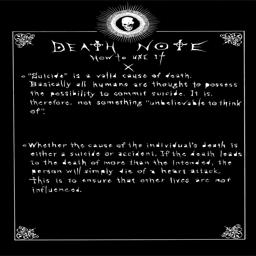 DEATH NOTE
HOW TO USE IT
X
"Suicide" is a valid cause of death.
Basically all humans are thought to possess
the possibility to commit suicide. It is,
therefore, not something "unbelievable to think
of".
Whether the cause of the individual's death is
either a suicide or accident. If the death leads
to the death of more than the intended, the
person will simply die of a heart attack.
This is to ensure that other lives are not
influenced.